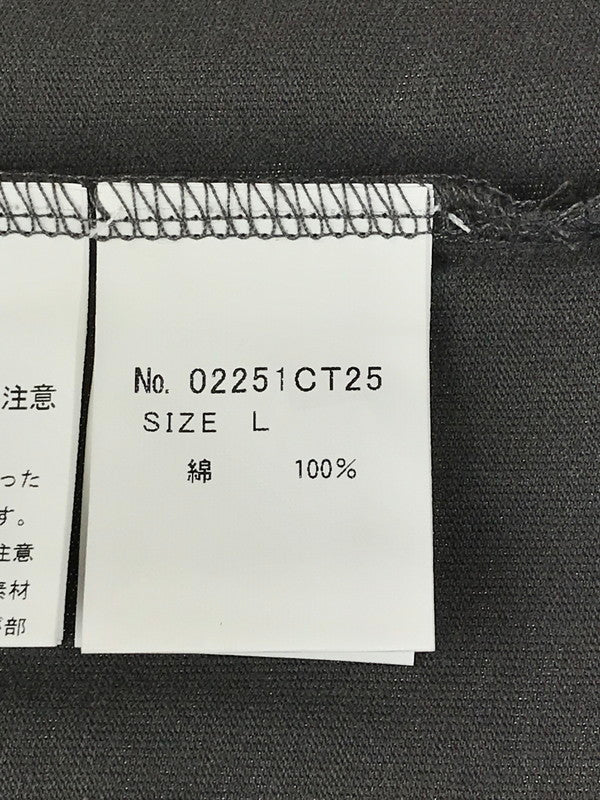 No. 02251CT25
SIZE L
綿 100%
注意
った
す。
注意
素材
部